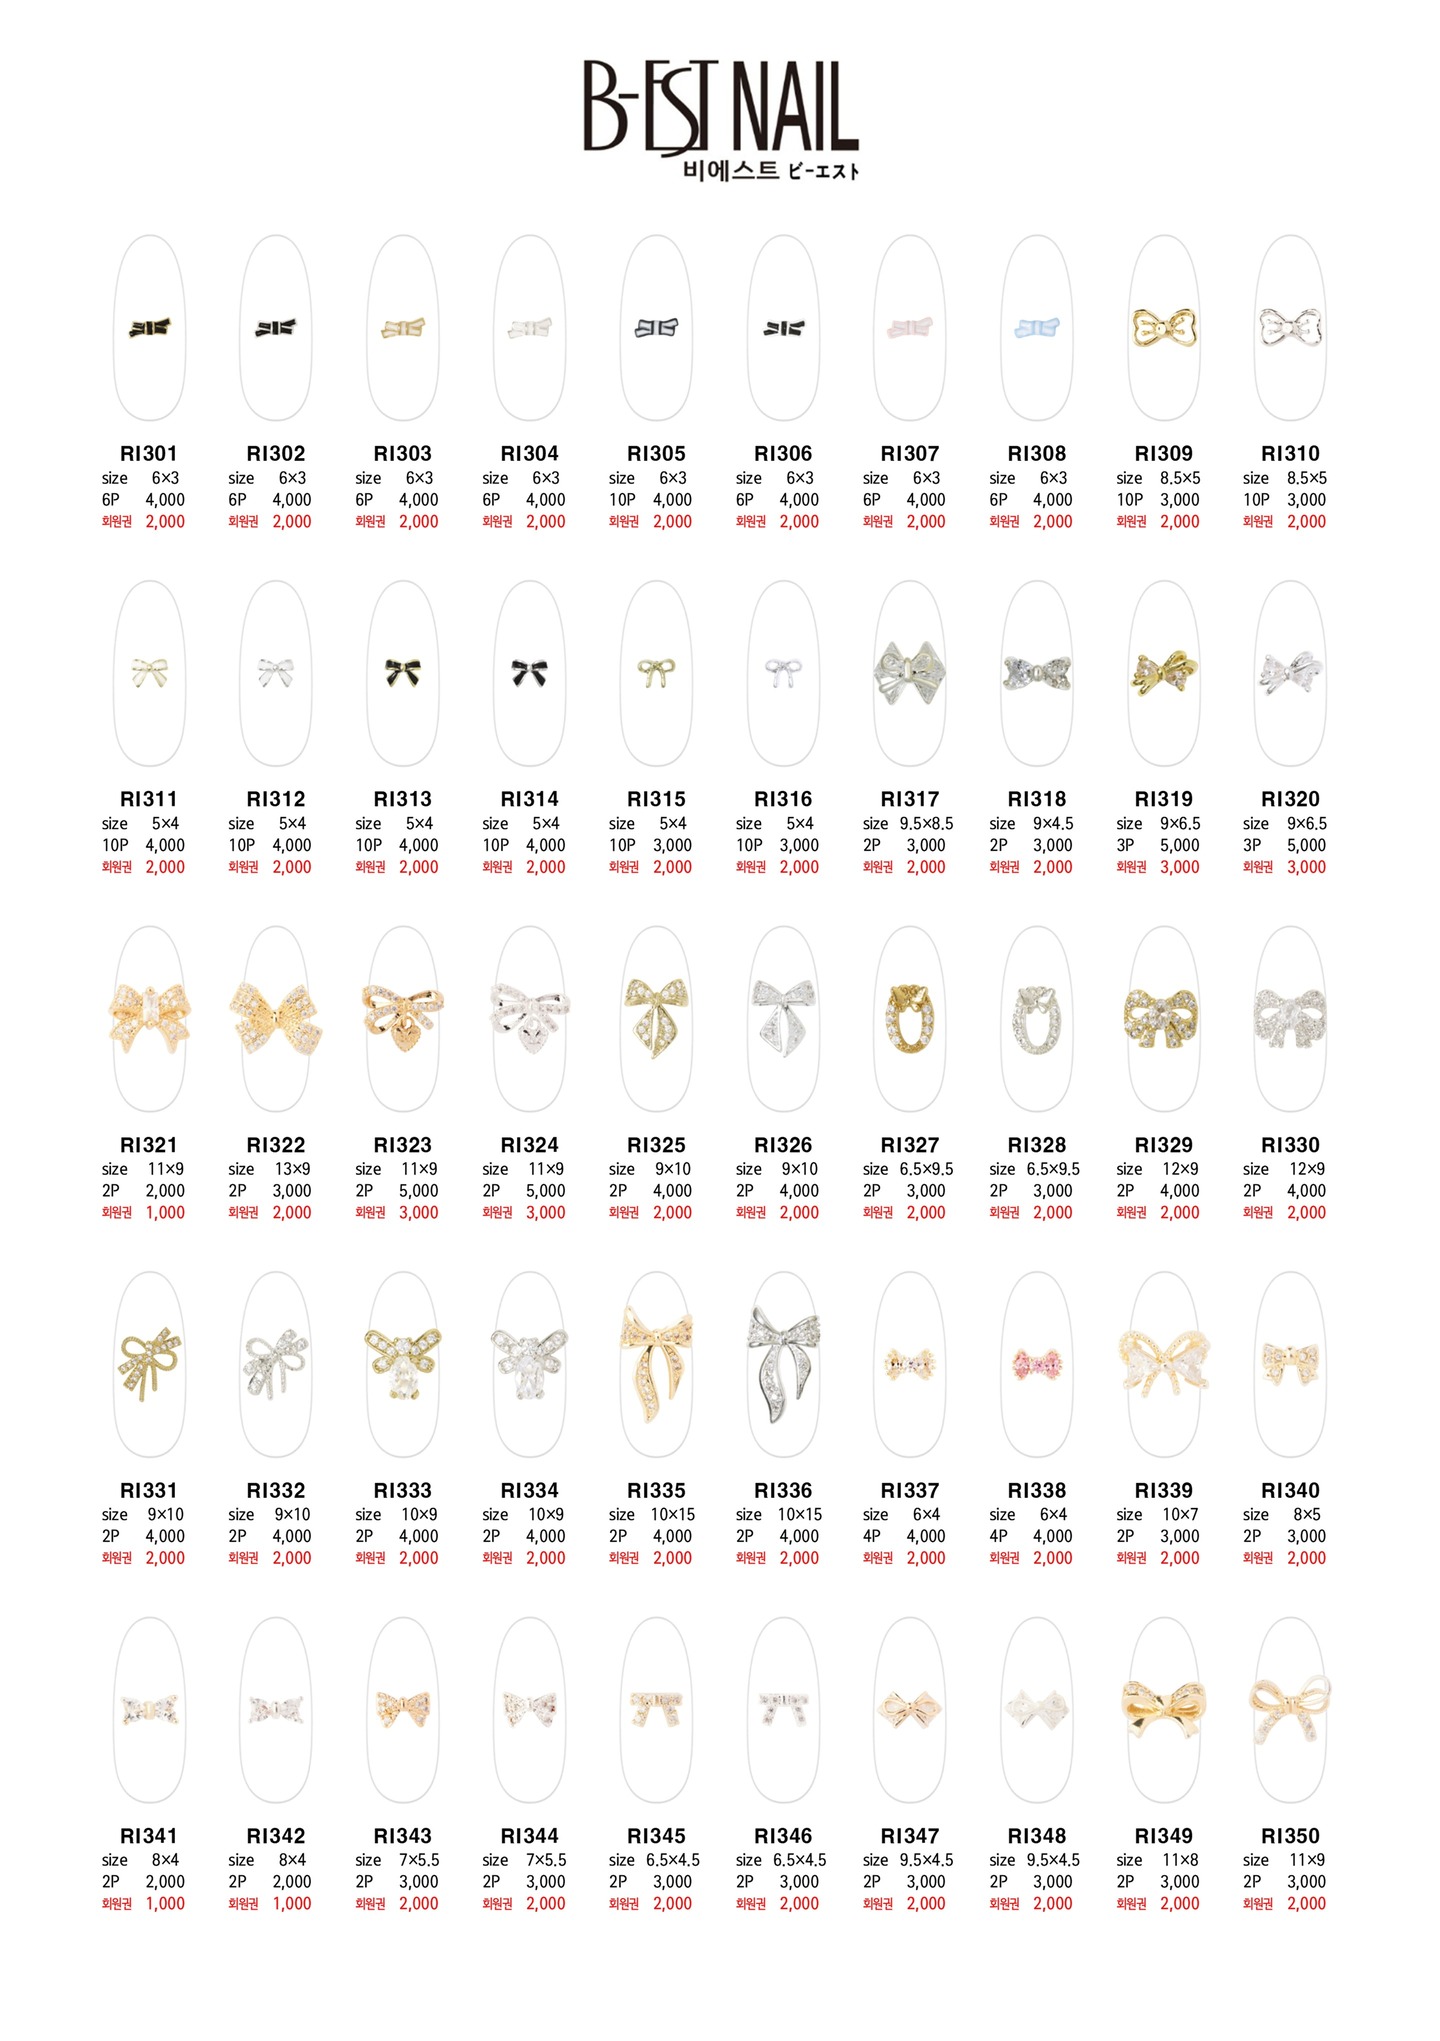 B-EST NAIL
비에스트 ビーエスト
RI301 RI302 RI303 RI304 RI305 RI306 RI307 RI308 RI309 RI310
size 6×3 size 6×3 size 6×3 size 6×3 size 6×3 size 6×3 size 6×3 size 6×3 size 8.5×5 size 8.5×5
6P 4,000 6P 4,000 6P 4,000 6P 4,000 10P 4,000 6P 4,000 6P 4,000 6P 4,000 10P 3,000 10P 3,000
회원권 2,000 회원권 2,000 회원권 2,000 회원권 2,000 회원권 2,000 회원권 2,000 회원권 2,000 회원권 2,000 회원권 2,000 회원권 2,000
RI311 RI312 RI313 RI314 RI315 RI316 RI317 RI318 RI319 RI320
size 5×4 size 5×4 size 5×4 size 5×4 size 5×4 size 5×4 size 9.5×8.5 size 9×4.5 size 9×6.5 size 9×6.5
10P 4,000 10P 4,000 10P 4,000 10P 4,000 10P 3,000 10P 3,000 2P 3,000 2P 3,000 3P 5,000 3P 5,000
회원권 2,000 회원권 2,000 회원권 2,000 회원권 2,000 회원권 2,000 회원권 2,000 회원권 2,000 회원권 2,000 회원권 3,000 회원권 3,000
RI321 RI322 RI323 RI324 RI325 RI326 RI327 RI328 RI329 RI330
size 11×9 size 13×9 size 11×9 size 11×9 size 9×10 size 9×10 size 6.5×9.5 size 6.5×9.5 size 12×9 size 12×9
2P 2,000 2P 3,000 2P 5,000 2P 5,000 2P 4,000 2P 4,000 2P 3,000 2P 3,000 2P 4,000 2P 4,000
회원권 1,000 회원권 2,000 회원권 3,000 회원권 3,000 회원권 2,000 회원권 2,000 회원권 2,000 회원권 2,000 회원권 2,000 회원권 2,000
RI331 RI332 RI333 RI334 RI335 RI336 RI337 RI338 RI339 RI340
size 9×10 size 9×10 size 10×9 size 10×9 size 10×15 size 10×15 size 6×4 size 6×4 size 10×7 size 8×5
2P 4,000 2P 4,000 2P 4,000 2P 4,000 2P 4,000 2P 4,000 4P 4,000 4P 4,000 2P 3,000 2P 3,000
회원권 2,000 회원권 2,000 회원권 2,000 회원권 2,000 회원권 2,000 회원권 2,000 회원권 2,000 회원권 2,000 회원권 2,000 회원권 2,000
RI341 RI342 RI343 RI344 RI345 RI346 RI347 RI348 RI349 RI350
size 8×4 size 8×4 size 7×5.5 size 7×5.5 size 6.5×4.5 size 6.5×4.5 size 9.5×4.5 size 9.5×4.5 size 11×8 size 11×9
2P 2,000 2P 2,000 2P 3,000 2P 3,000 2P 3,000 2P 3,000 2P 3,000 2P 3,000 2P 3,000 2P 3,000
회원권 1,000 회원권 1,000 회원권 2,000 회원권 2,000 회원권 2,000 회원권 2,000 회원권 2,000 회원권 2,000 회원권 2,000 회원권 2,000